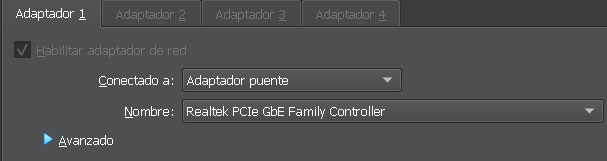 Adaptador 1 Adaptador 2 Adaptador 3 Adaptador 4
Habilitar adaptador de red
Conectado a: Adaptador puente
Nombre: Realtek PCIe GbE Family Controller
Avanzado